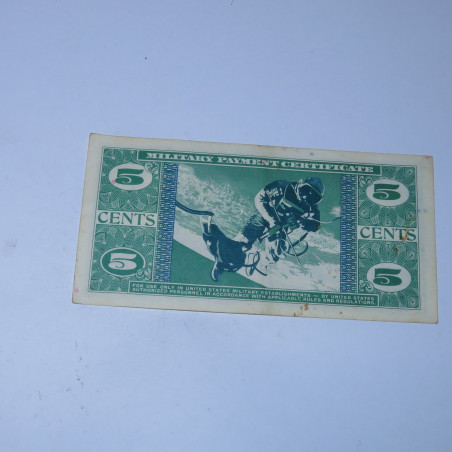 MILITARY PAYMENT CERTIFICATE
5 5
CENTS CENTS
5 5
FOR USE ONLY IN UNITED STATES MILITARY ESTABLISHMENTS - BY UNITED STATES
AUTHORIZED PERSONNEL IN ACCORDANCE WITH APPLICABLE RULES AND REGULATIONS.